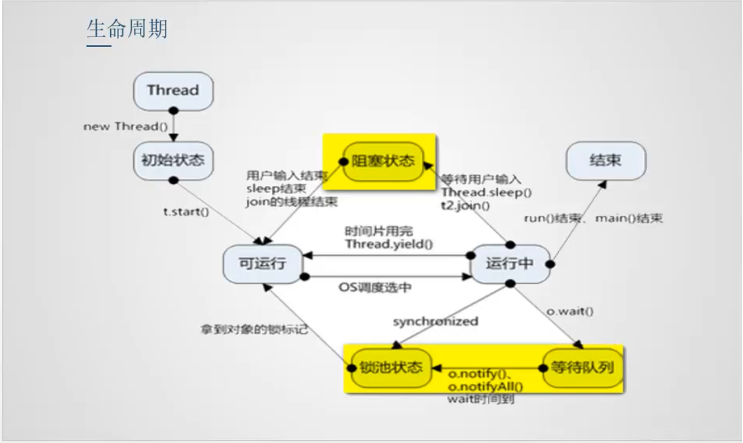 生命周期
Thread
new Thread()
初始状态
阻塞状态
结束
用户输入结束
sleep结束
join的线程结束
等待用户输入
Thread.sleep()
t2.join()
t.start()
run()结束、main()结束
时间片用完
Thread.yield()
可运行
运行中
OS调度选中
o.wait()
synchronized
拿到对象的锁标记
锁池状态
等待队列
o.notify()、
o.notifyAll()
wait时间到